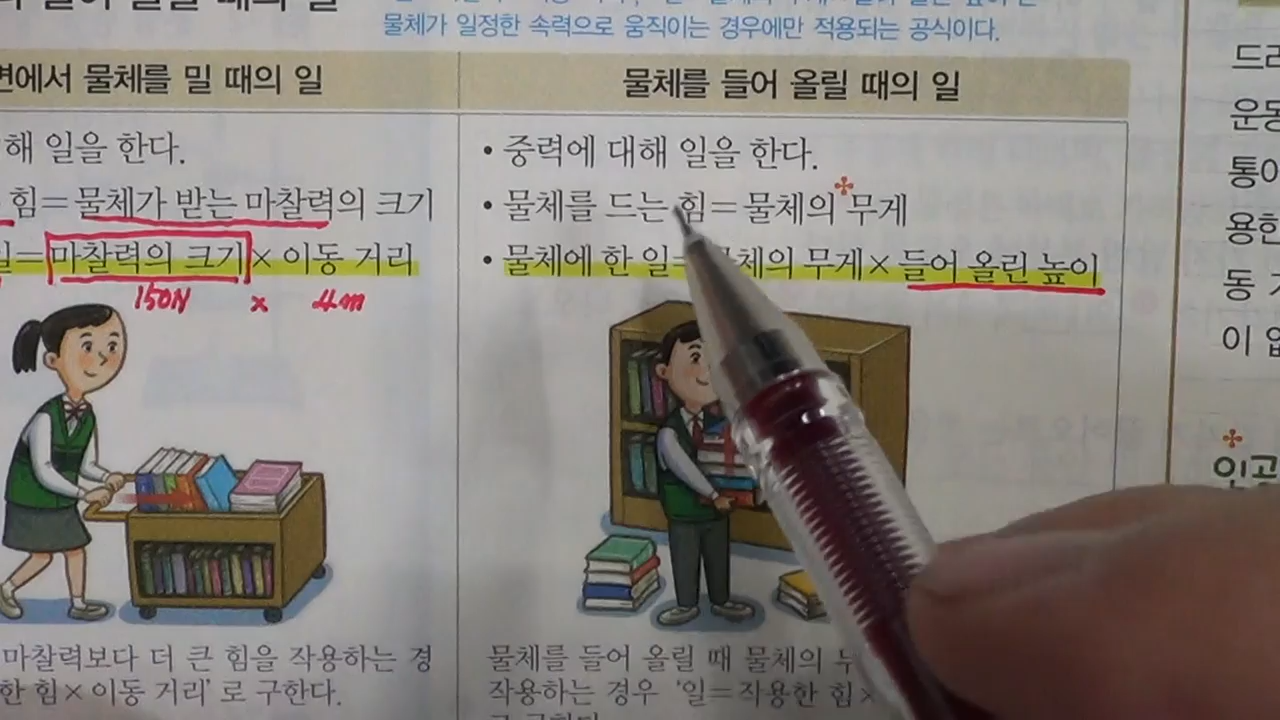 물체가 일정한 속력으로 움직이는 경우에만 적용되는 공식이다.
면에서 물체를 밀 때의 일
물체를 들어 올릴 때의 일
해 일을 한다.
힘=물체가 받는 마찰력의 크기
일=마찰력의 크기×이동 거리
150N × 4m
• 중력에 대해 일을 한다.
• 물체를 드는 힘=물체의 무게
• 물체에 한 일=물체의 무게×들어 올린 높이
마찰력보다 더 큰 힘을 작용하는 경
한 힘×이동 거리’로 구한다.
물체를 들어 올릴 때 물체의
작용하는 경우 ‘일=작용한 힘×
운동
통이
용한
동
이